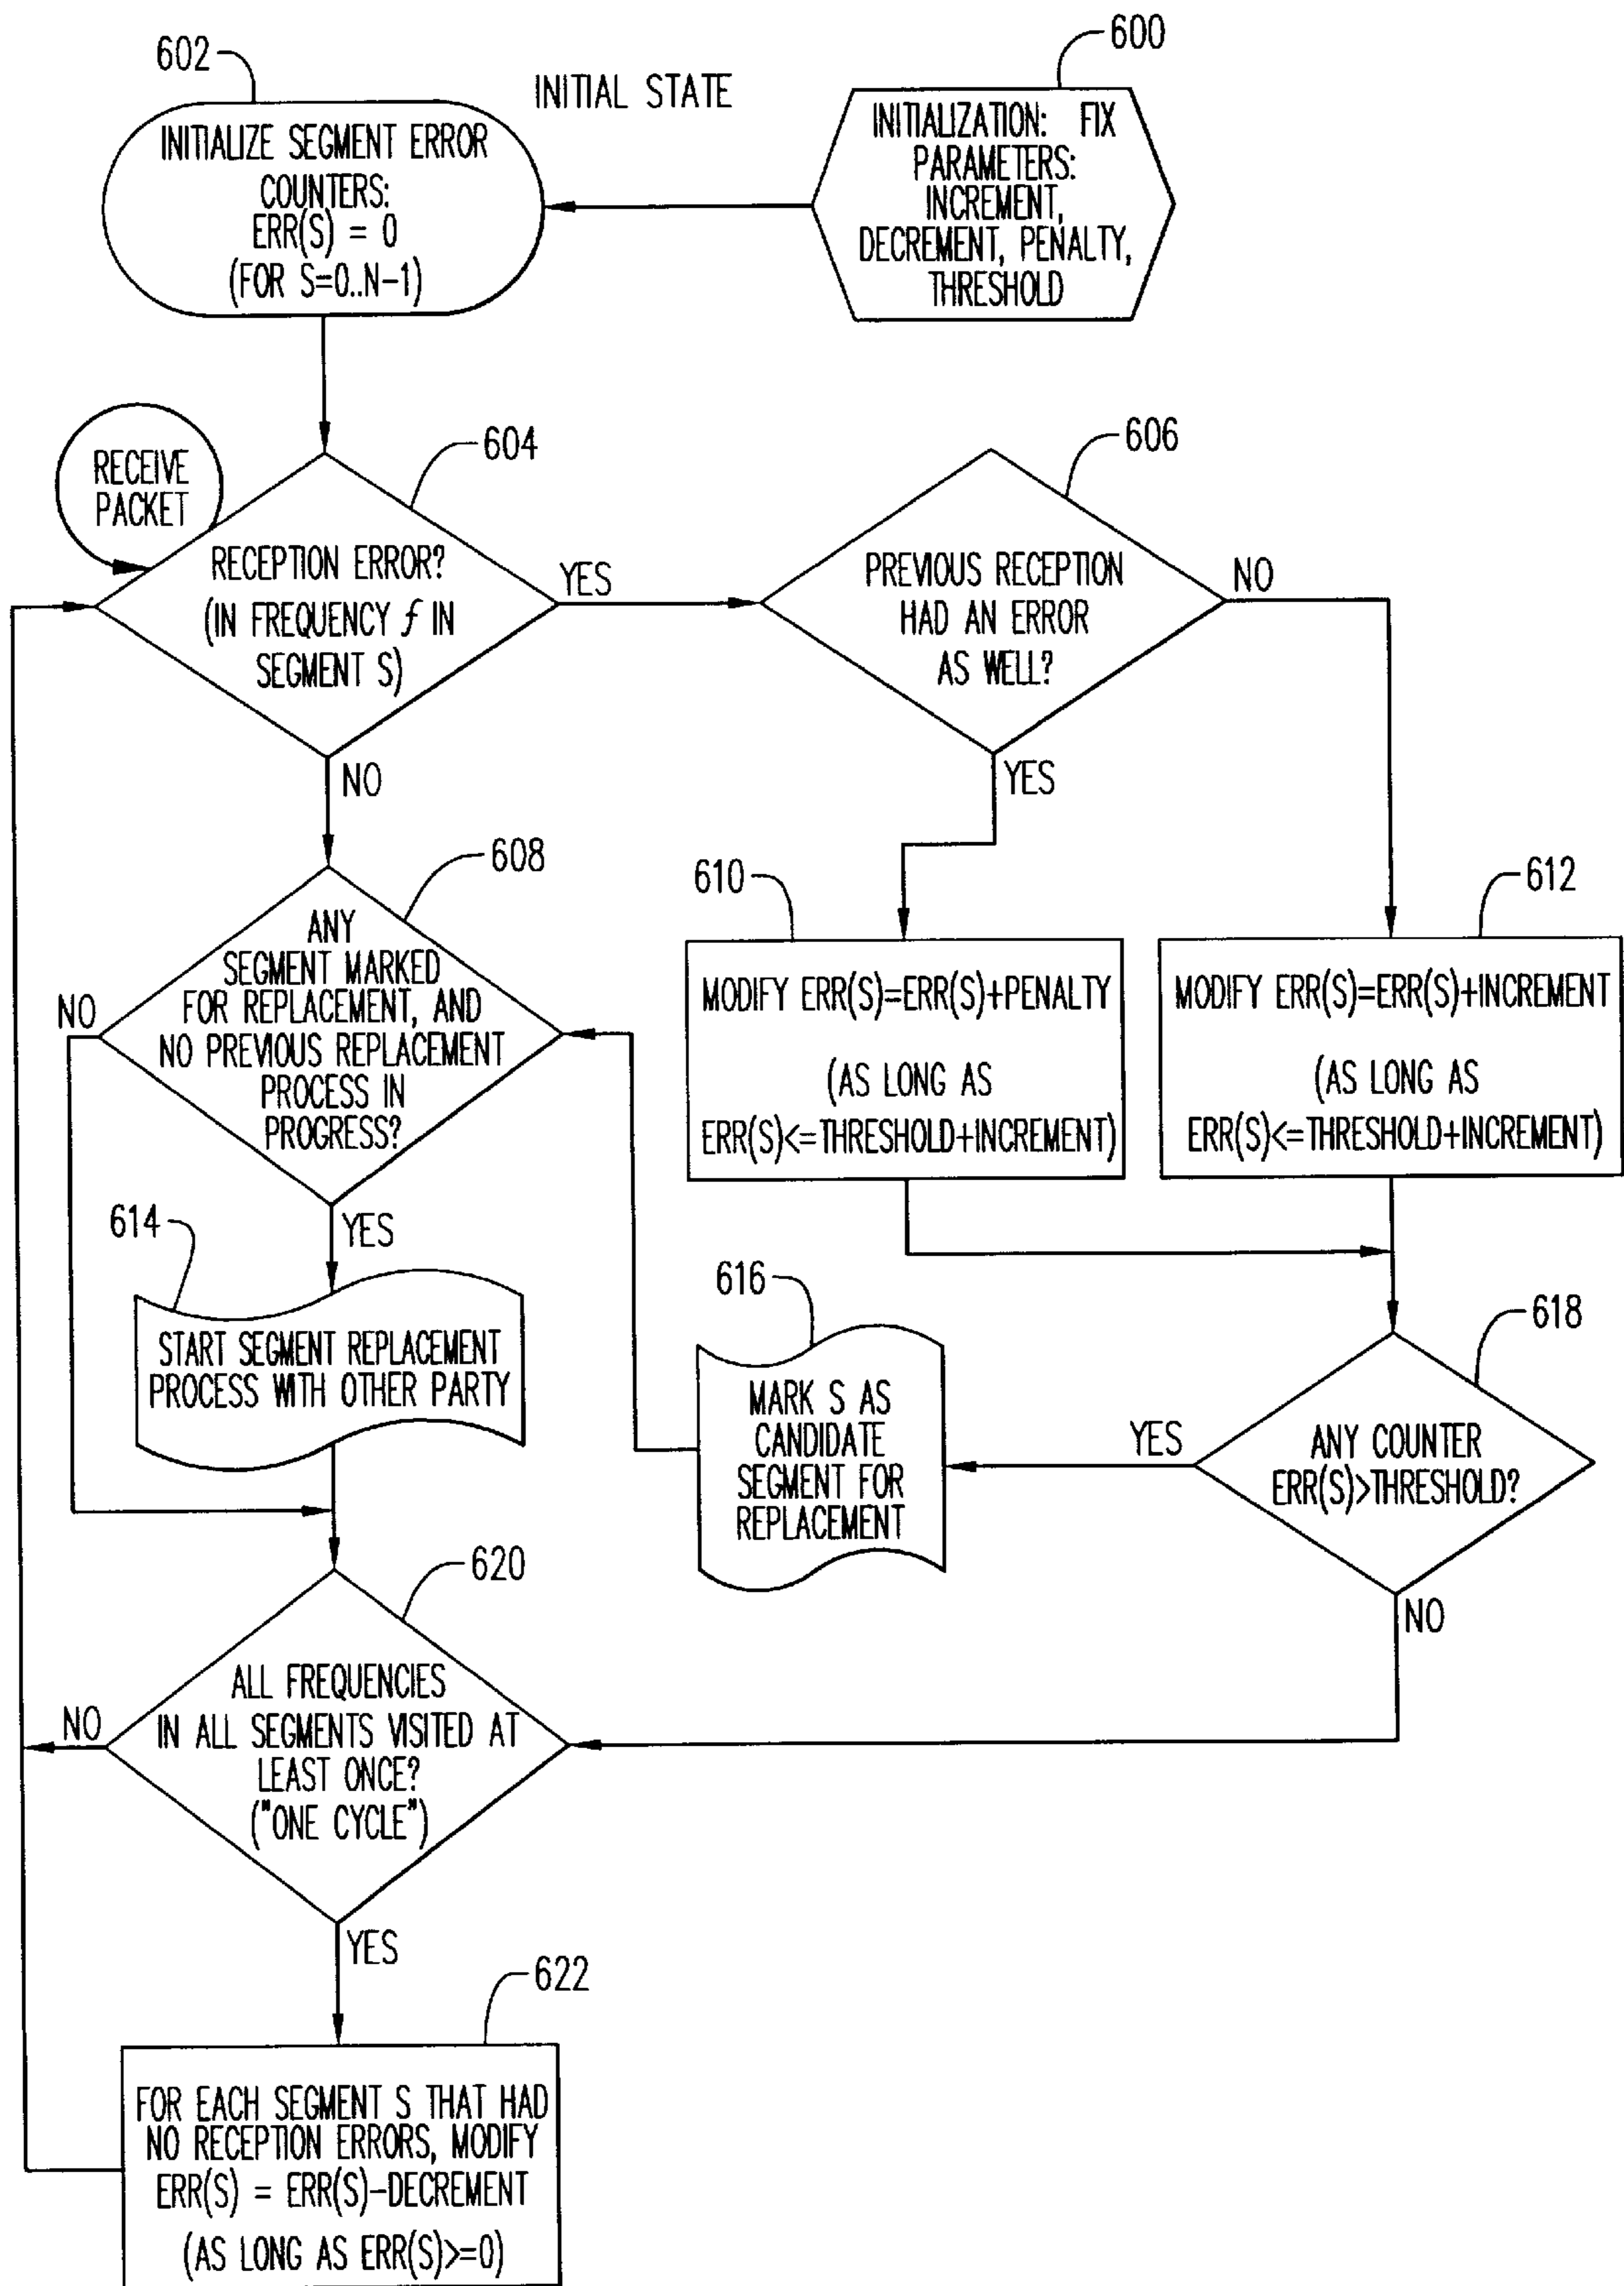 602
INITIAL STATE
600
INITIALIZE SEGMENT ERROR
COUNTERS:
ERR(S) = 0
(FOR S=0..N-1)
INITIALIZATION: FIX
PARAMETERS:
INCREMENT,
DECREMENT, PENALTY,
THRESHOLD
RECEIVE
PACKET
604
RECEPTION ERROR?
(IN FREQUENCY f IN
SEGMENT S)
YES
NO
606
PREVIOUS RECEPTION
HAD AN ERROR
AS WELL?
NO
YES
608
ANY
SEGMENT MARKED
FOR REPLACEMENT, AND
NO PREVIOUS REPLACEMENT
PROCESS IN
PROGRESS?
NO
YES
610
MODIFY ERR(S)=ERR(S)+PENALTY
(AS LONG AS
ERR(S)<=THRESHOLD+INCREMENT)
612
MODIFY ERR(S)=ERR(S)+INCREMENT
(AS LONG AS
ERR(S)<=THRESHOLD+INCREMENT)
614
START SEGMENT REPLACEMENT
PROCESS WITH OTHER PARTY
616
MARK S AS
CANDIDATE
SEGMENT FOR
REPLACEMENT
618
YES
ANY COUNTER
ERR(S)>THRESHOLD?
NO
620
ALL FREQUENCIES
IN ALL SEGMENTS VISITED AT
LEAST ONCE?
("ONE CYCLE")
NO
YES
622
FOR EACH SEGMENT S THAT HAD
NO RECEPTION ERRORS, MODIFY
ERR(S) = ERR(S)-DECREMENT
(AS LONG AS ERR(S)>=0)